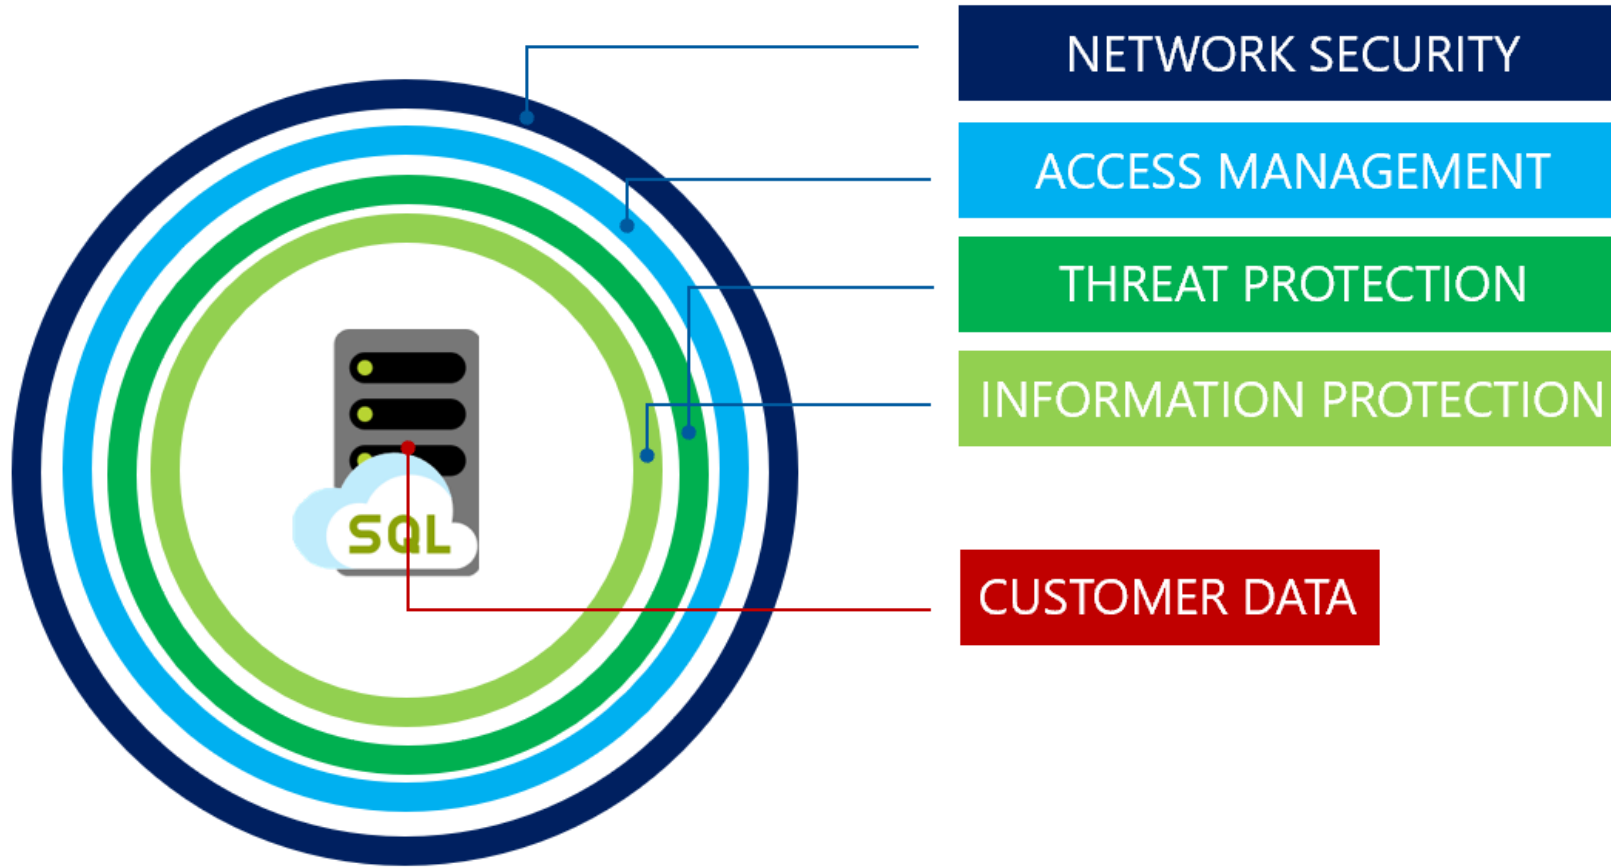 NETWORK SECURITY
ACCESS MANAGEMENT
THREAT PROTECTION
INFORMATION PROTECTION
SQL
CUSTOMER DATA